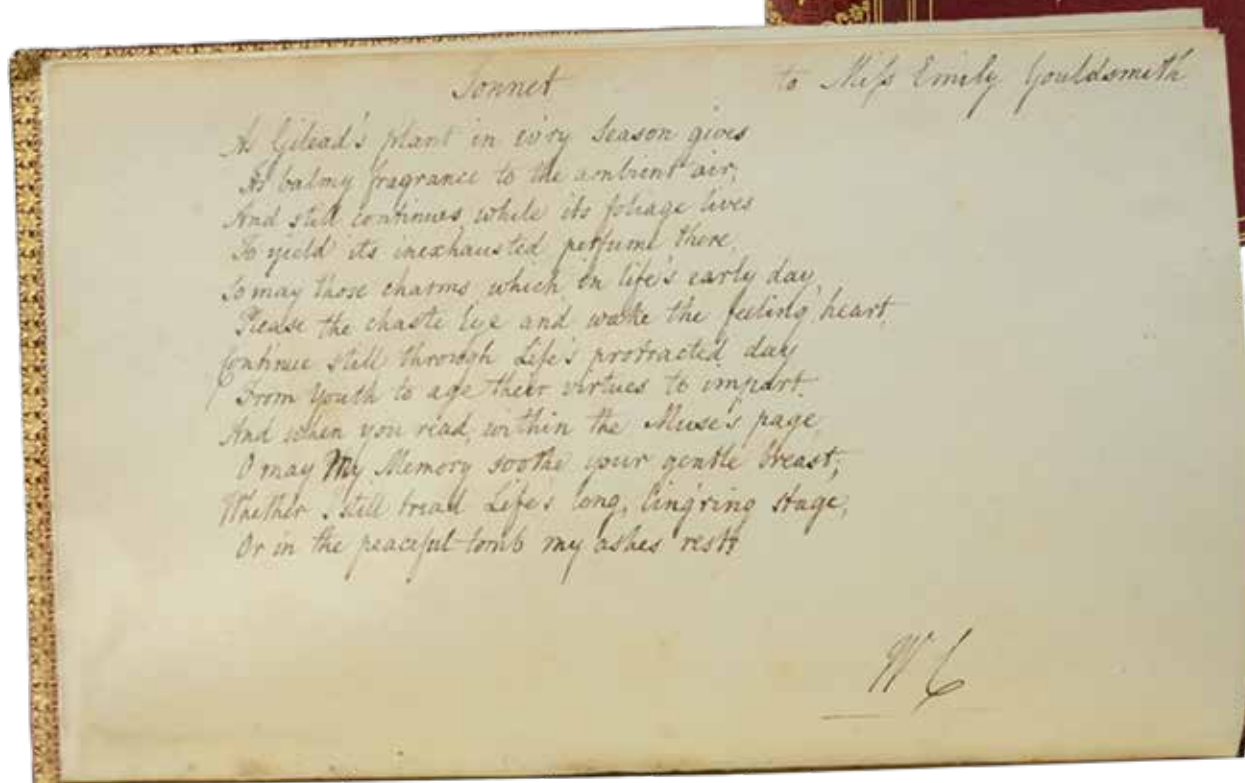 Sonnet to Miss Emily Gouldsmith
As Gilead's plant in ev'ry Season gives
Its balmy fragrance to the ambient air,
And still continues while its foliage lives
To yield its inexhausted perfume there.
So may those charms which in life's early day,
Please the chaste Eye and wake the feeling heart,
Continue still through Life's protracted day
From Youth to age their virtues to impart.
And when you read, within the Muse's page
O may My Memory soothe your gentle breast,
Whether I still tread Life's long, ling'ring stage,
Or in the peaceful tomb my ashes rest.
W C